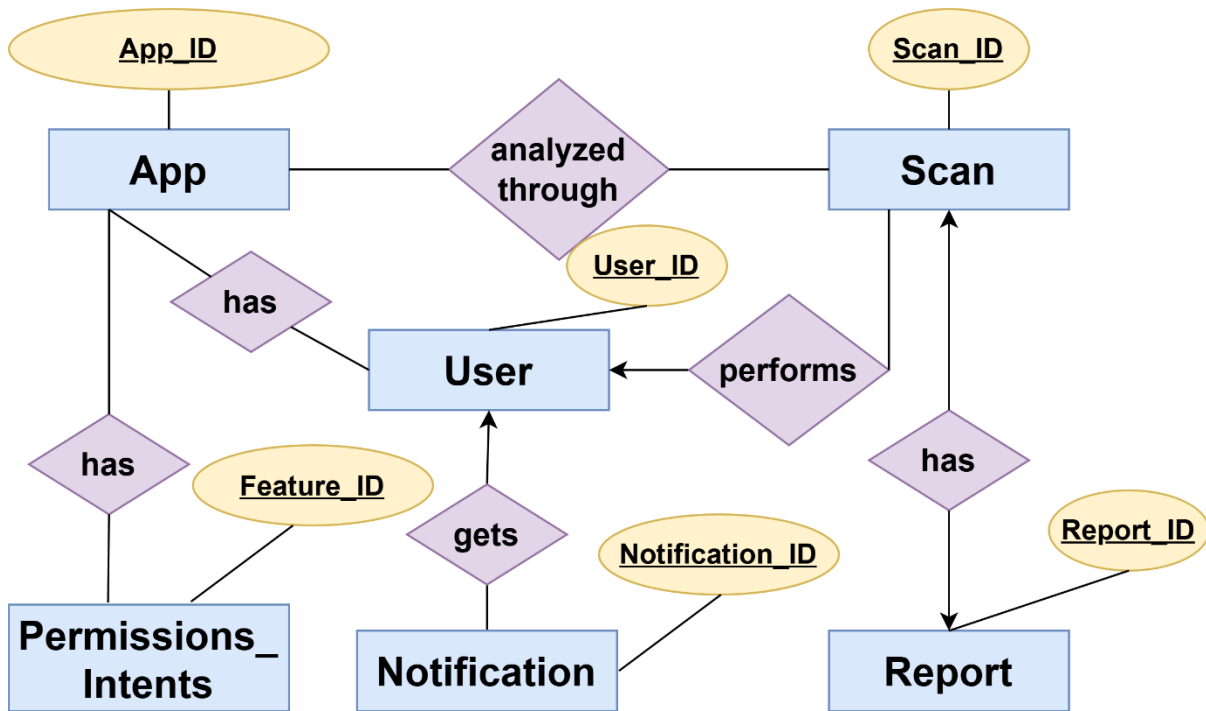 App_ID
Scan_ID
App
analyzed
through
Scan
User_ID
has
User
performs
has
Feature_ID
gets
has
Notification_ID
Report_ID
Permissions_
Intents
Notification
Report